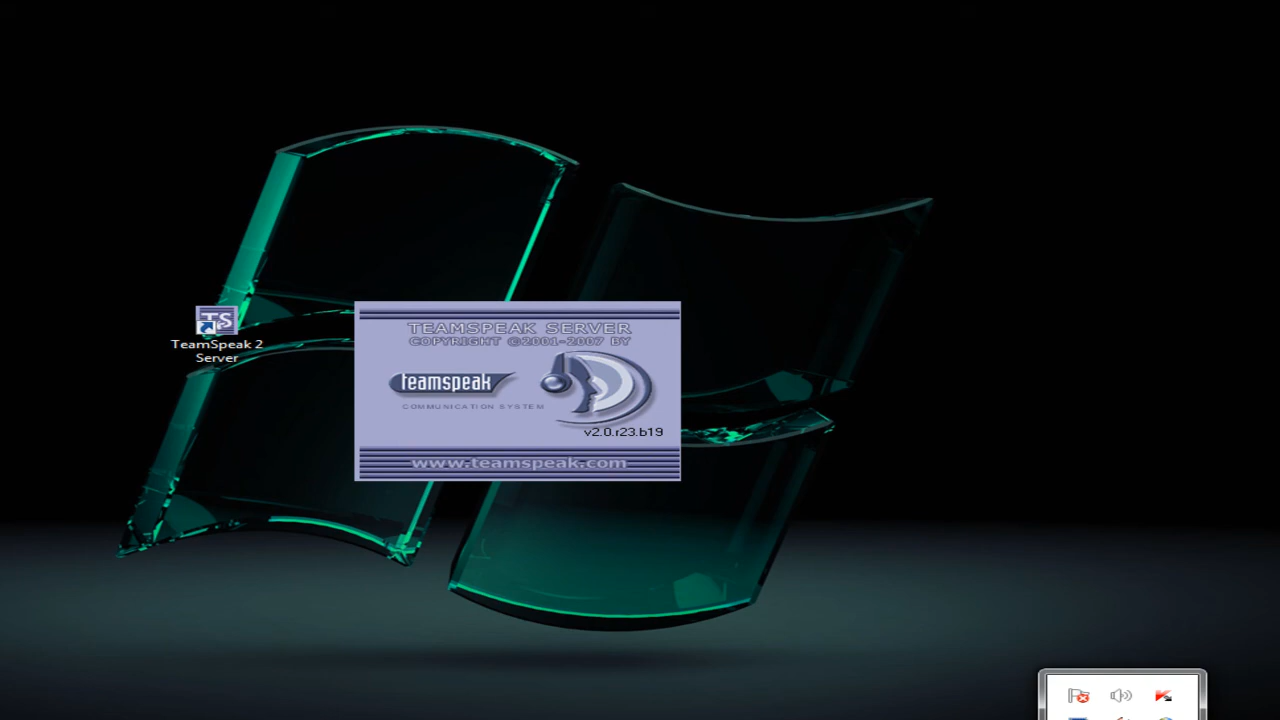 TS
TeamSpeak 2
Server
TEAMSPEAK SERVER
COPYRIGHT ©2001-2007 BY
teamspeak
COMMUNICATION SYSTEM
v2.0.r23.b19
www.teamspeak.com